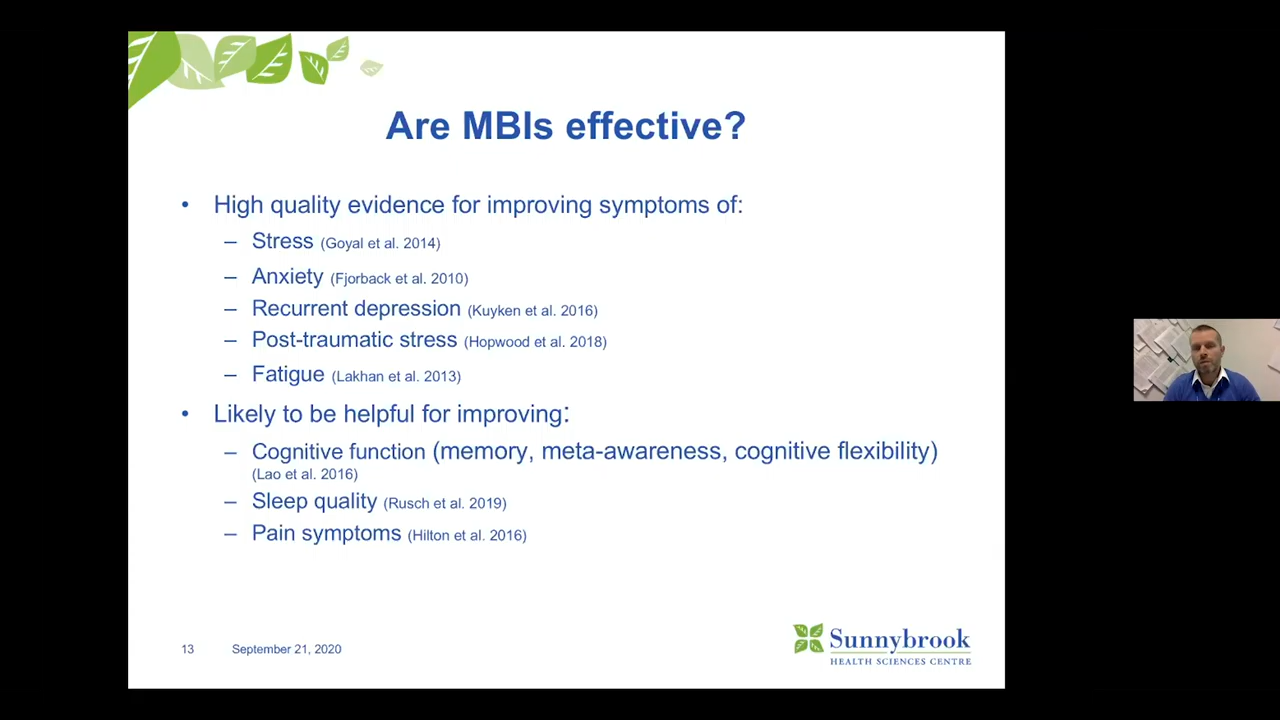 Are MBIs effective?
• High quality evidence for improving symptoms of:
– Stress (Goyal et al. 2014)
– Anxiety (Fjorback et al. 2010)
– Recurrent depression (Kuyken et al. 2016)
– Post-traumatic stress (Hopwood et al. 2018)
– Fatigue (Lakhan et al. 2013)
• Likely to be helpful for improving:
– Cognitive function (memory, meta-awareness, cognitive flexibility)
(Lao et al. 2016)
– Sleep quality (Rusch et al. 2019)
– Pain symptoms (Hilton et al. 2016)
13 September 21, 2020
Sunnybrook
HEALTH SCIENCES CENTRE